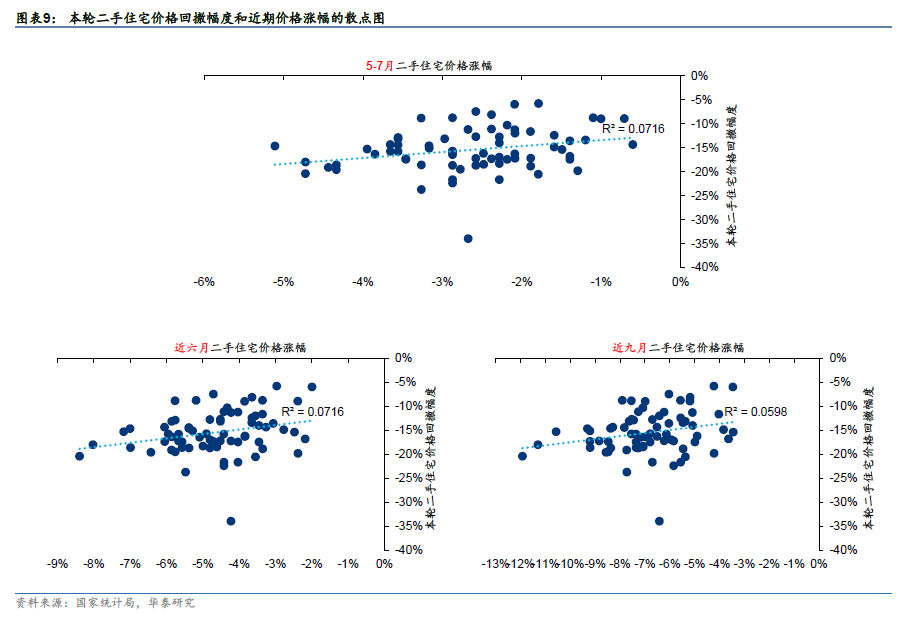 图表9： 本轮二手住宅价格回撤幅度和近期价格涨幅的散点图
5-7月二手住宅价格涨幅
0%
-5%
-10%
-15%
-20%
-25%
-30%
-35%
-40%
R² = 0.0716
本轮二手住宅价格回撤幅度
-6% -5% -4% -3% -2% -1% 0%
近六月二手住宅价格涨幅
0%
-5%
-10%
-15%
-20%
-25%
-30%
-35%
-40%
R² = 0.0716
本轮二手住宅价格回撤幅度
-9% -8% -7% -6% -5% -4% -3% -2% -1% 0%
近九月二手住宅价格涨幅
0%
-5%
-10%
-15%
-20%
-25%
-30%
-35%
-40%
R² = 0.0598
本轮二手住宅价格回撤幅度
-13% -12% -11% -10% -9% -8% -7% -6% -5% -4% -3% -2% -1% 0%
资料来源：国家统计局，华泰研究